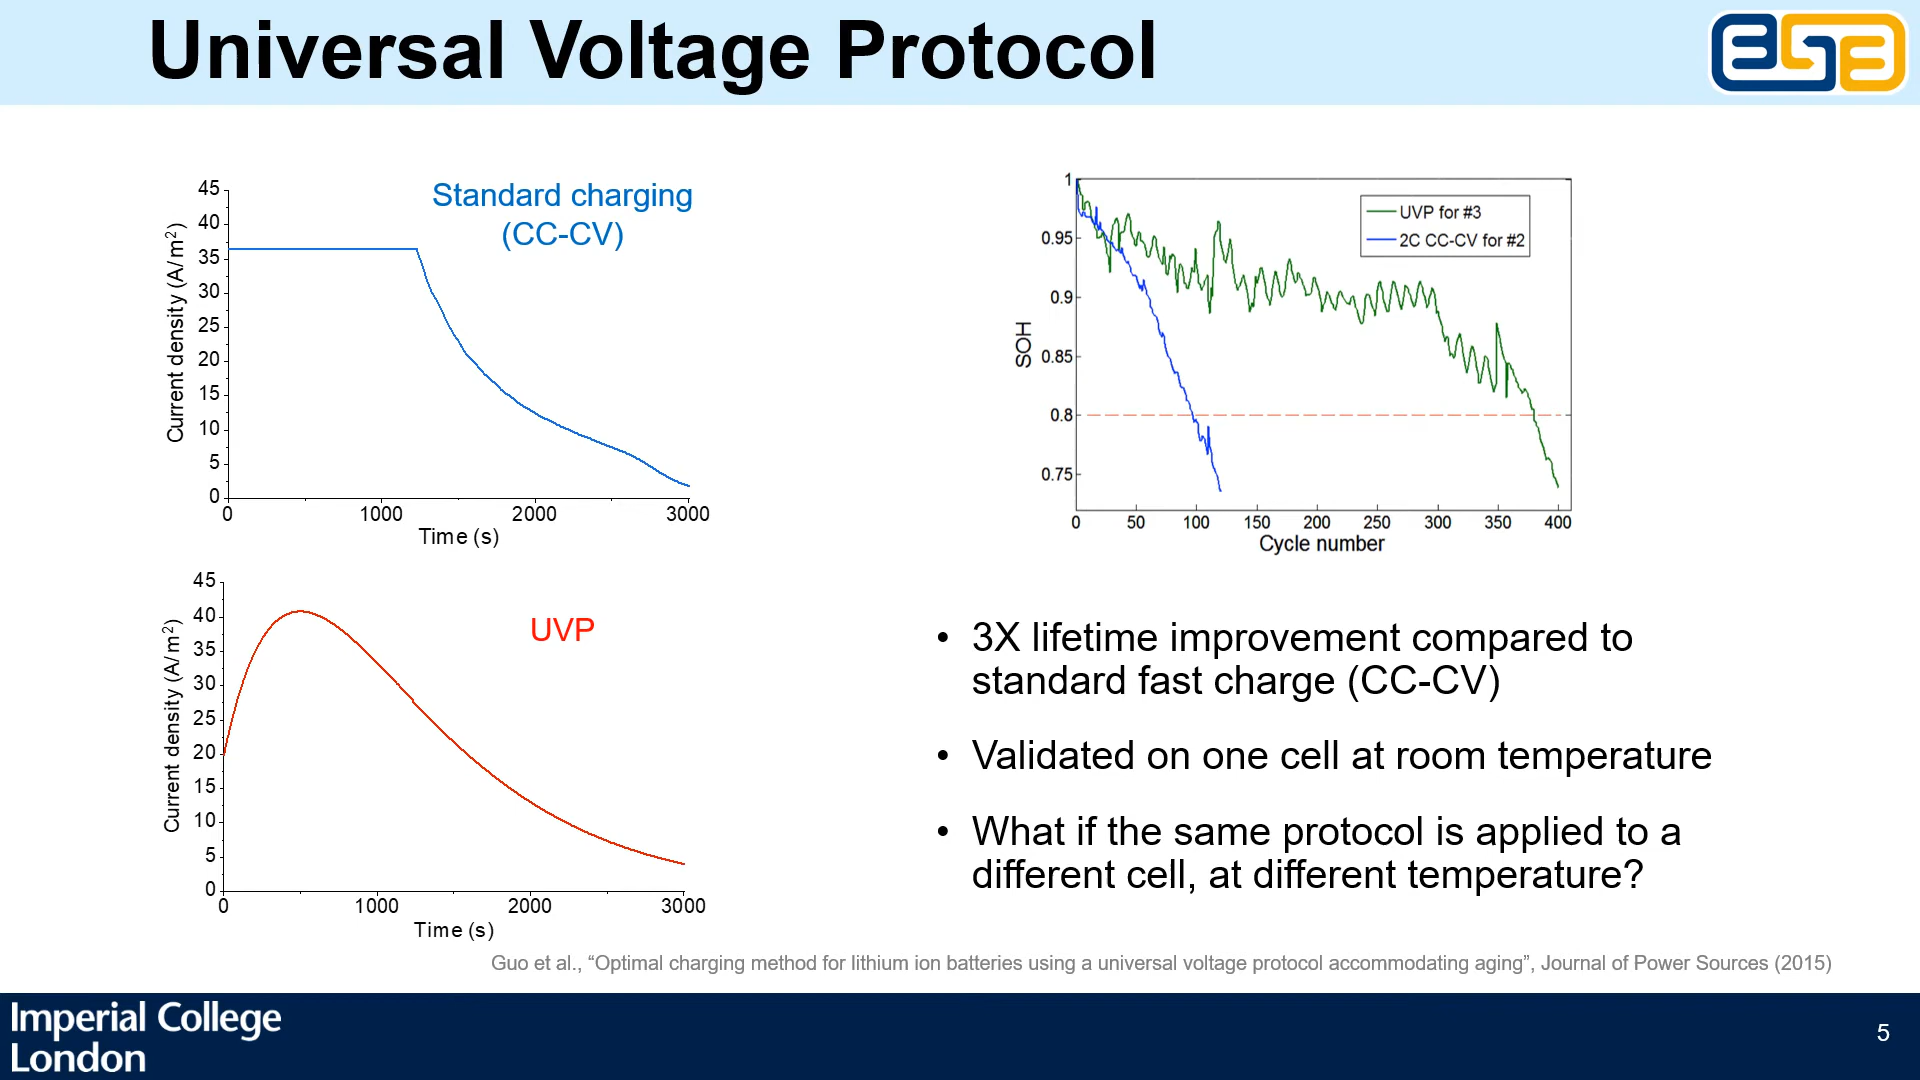 Universal Voltage Protocol
Standard charging
(CC-CV)
45
40
35
30
25
20
15
10
5
0
Current density (A/m²)
0 1000 2000 3000
Time (s)
UVP
45
40
35
30
25
20
15
10
5
0
Current density (A/m²)
0 1000 2000 3000
Time (s)
UVP for #3
2C CC-CV for #2
1
0.95
0.9
0.85
0.8
0.75
SOH
0 50 100 150 200 250 300 350 400
Cycle number
• 3X lifetime improvement compared to
standard fast charge (CC-CV)
• Validated on one cell at room temperature
• What if the same protocol is applied to a
different cell, at different temperature?
Guo et al., “Optimal charging method for lithium ion batteries using a universal voltage protocol accommodating aging”, Journal of Power Sources (2015)
Imperial College
London
5